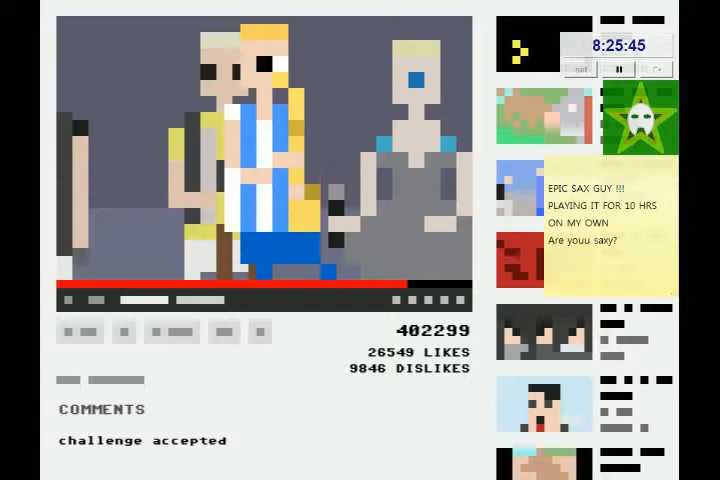 8:25:45
EPIC SAX GUY !!!
PLAYING IT FOR 10 HRS
ON MY OWN
Are youu saxy?
402299
26549 LIKES
9846 DISLIKES
COMMENTS
challenge accepted